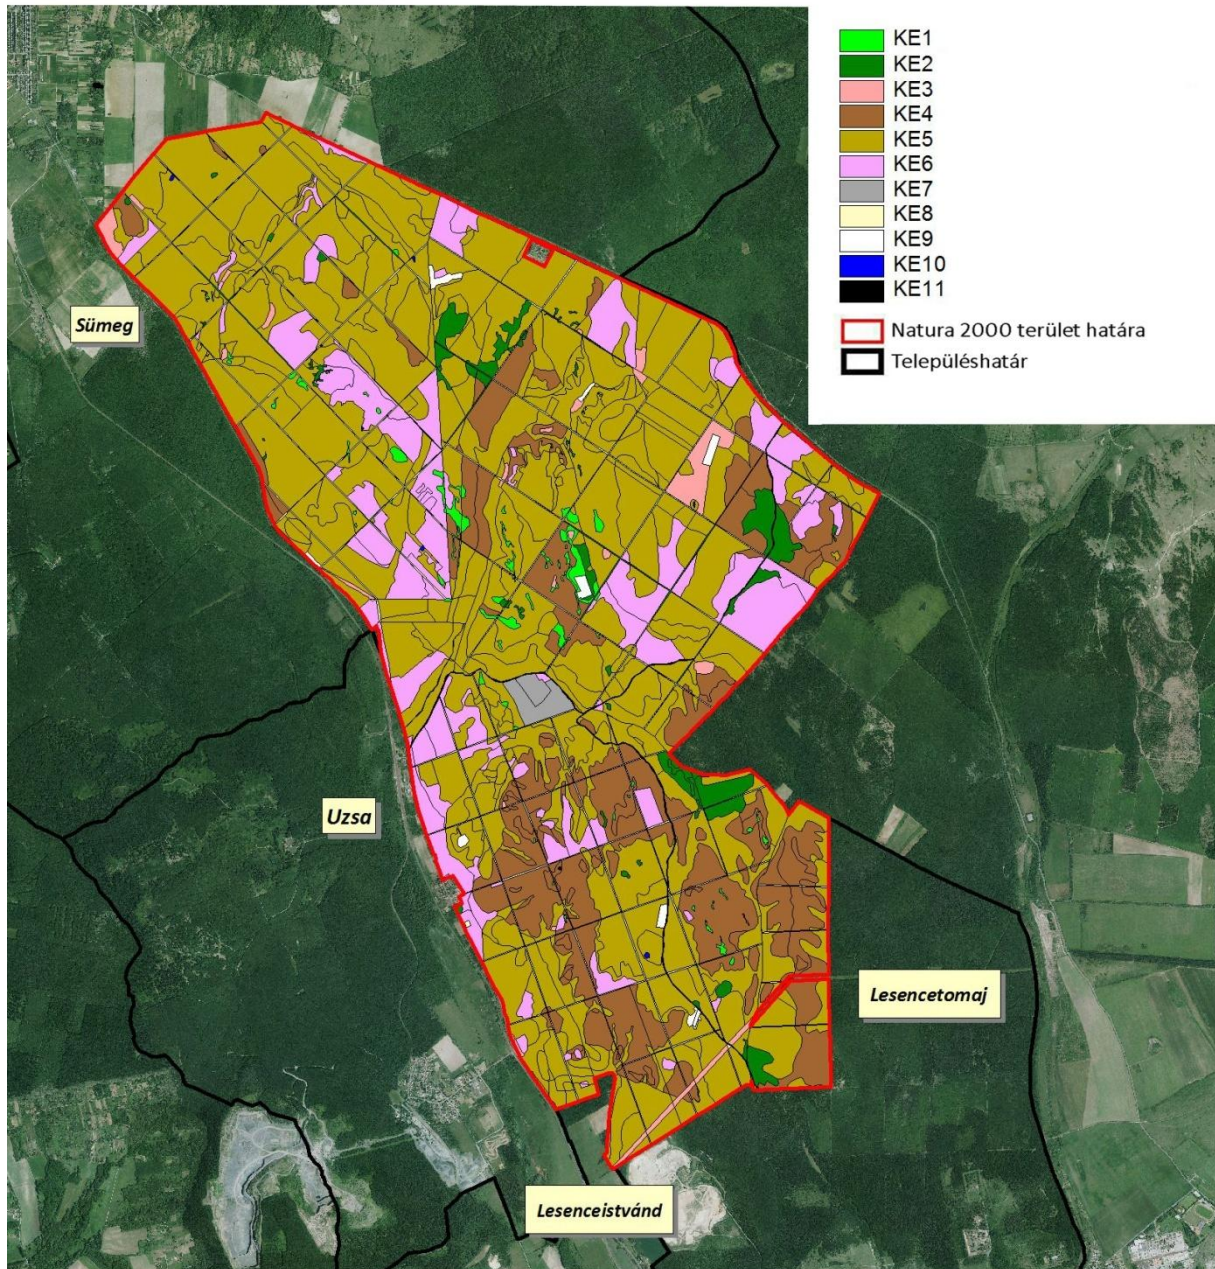 KE1
KE2
KE3
KE4
KE5
KE6
KE7
KE8
KE9
KE10
KE11
Natura 2000 terület határa
Településhatár
Sümeg
Uzsa
Lesencetomaj
Lesenceistvánd